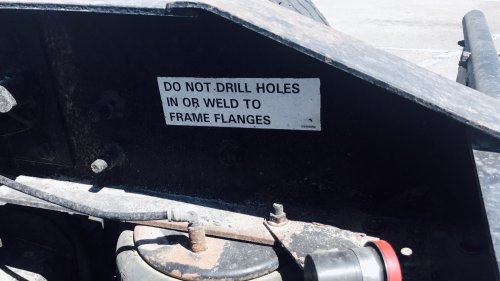 DO NOT DRILL HOLES
IN OR WELD TO
FRAME FLANGES